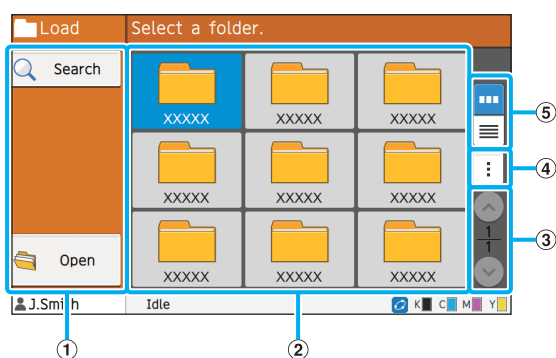 Load
Select a folder.
Search
XXXXX XXXXX XXXXX
XXXXX XXXXX XXXXX
XXXXX XXXXX XXXXX
Open
1
1
J.Smith
Idle
K C M Y
5
4
3
1
2